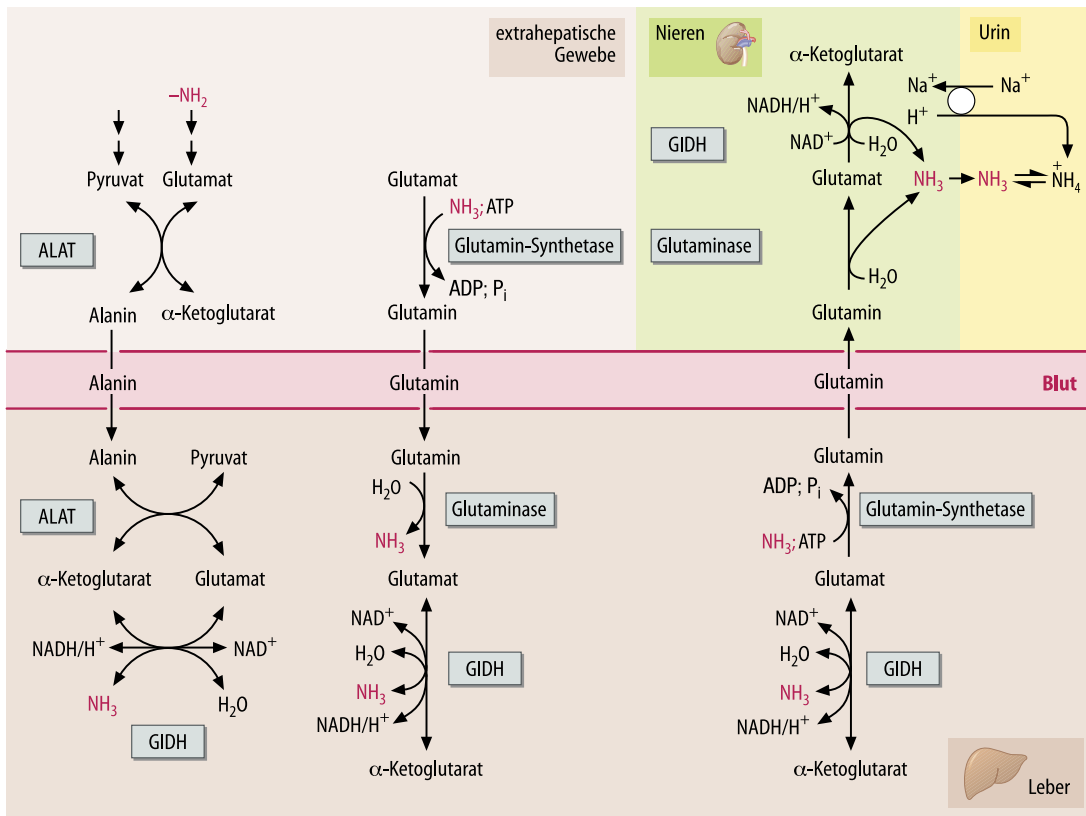 extrahepatische
Gewebe
–NH2
Pyruvat Glutamat
ALAT
Alanin α-Ketoglutarat
Glutamat
NH3; ATP
Glutamin-Synthetase
ADP; Pi
Glutamin
Nieren
α-Ketoglutarat
NADH/H+
GlDH
NAD+ H2O
Glutamat
NH3
Glutaminase
H2O
Glutamin
Urin
Na+ Na+
H+
NH3 NH4+
Alanin Glutamin Glutamin Blut
Alanin Pyruvat
ALAT
α-Ketoglutarat Glutamat
NADH/H+ NAD+
NH3 H2O
GlDH
Glutamin
H2O
Glutaminase
NH3
Glutamat
NAD+
H2O
GlDH
NH3
NADH/H+
α-Ketoglutarat
Glutamin
ADP; Pi
Glutamin-Synthetase
NH3; ATP
Glutamat
NAD+
H2O
GlDH
NH3
NADH/H+
α-Ketoglutarat
Leber